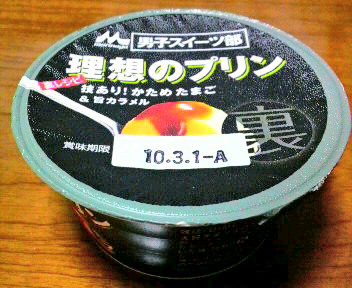 男子スイーツ部
理想のプリン
裏レシピ
技あり!かためたまご
&旨カラメル
裏
賞味期限
10.3.1-A